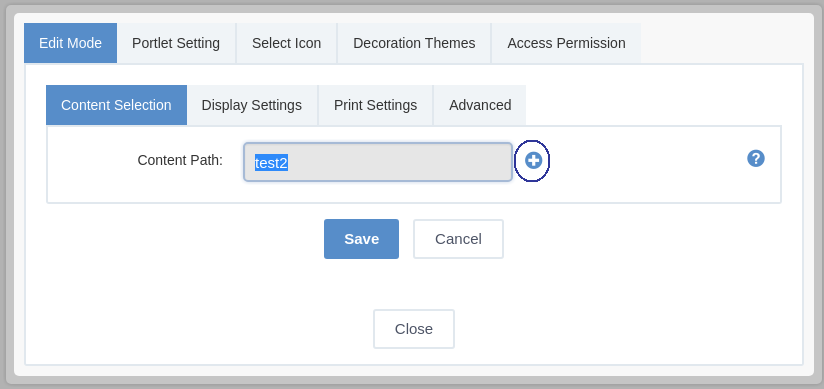 Edit Mode Portlet Setting Select Icon Decoration Themes Access Permission
Content Selection Display Settings Print Settings Advanced
Content Path: test2 ?
Save Cancel
Close